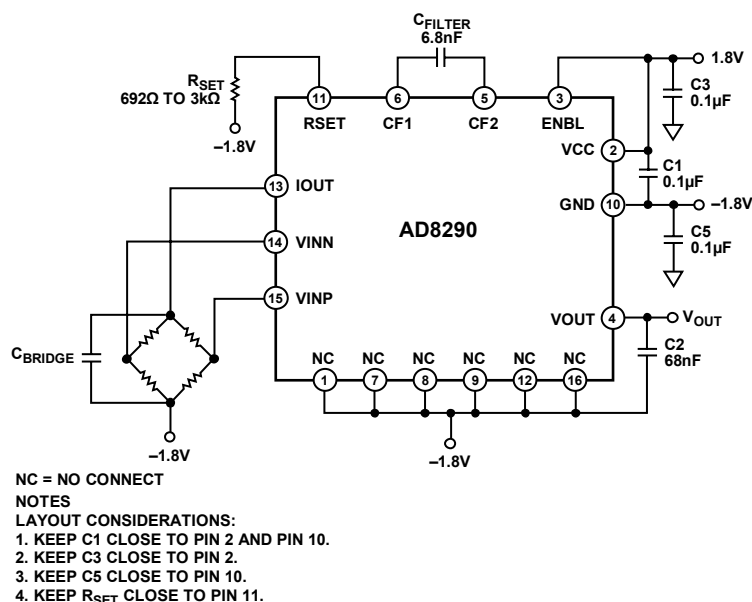 CFILTER
6.8nF
RSET
692Ω TO 3kΩ
–1.8V
11
RSET
6
CF1
5
CF2
3
ENBL
1.8V
C3
0.1µF
VCC
2
C1
0.1µF
GND
10
–1.8V
C5
0.1µF
13
IOUT
14
VINN
15
VINP
AD8290
VOUT
4
VOUT
C2
68nF
CBRIDGE
–1.8V
NC
NC
NC
NC
NC
NC
1
7
8
9
12
16
–1.8V
NC = NO CONNECT
NOTES
LAYOUT CONSIDERATIONS:
1. KEEP C1 CLOSE TO PIN 2 AND PIN 10.
2. KEEP C3 CLOSE TO PIN 2.
3. KEEP C5 CLOSE TO PIN 10.
4. KEEP RSET CLOSE TO PIN 11.